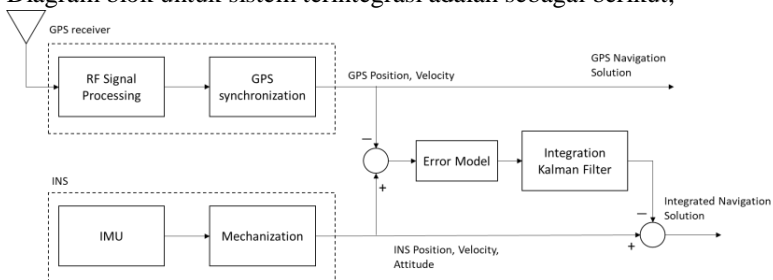 Diagram blok untuk sistem terintegrasi adalah sebagai berikut,
GPS receiver
RF Signal
Processing
GPS
synchronization
GPS Position, Velocity
GPS Navigation
Solution
−
+
Error Model
Integration
Kalman Filter
INS
IMU
Mechanization
INS Position, Velocity,
Attitude
−
+
Integrated Navigation
Solution